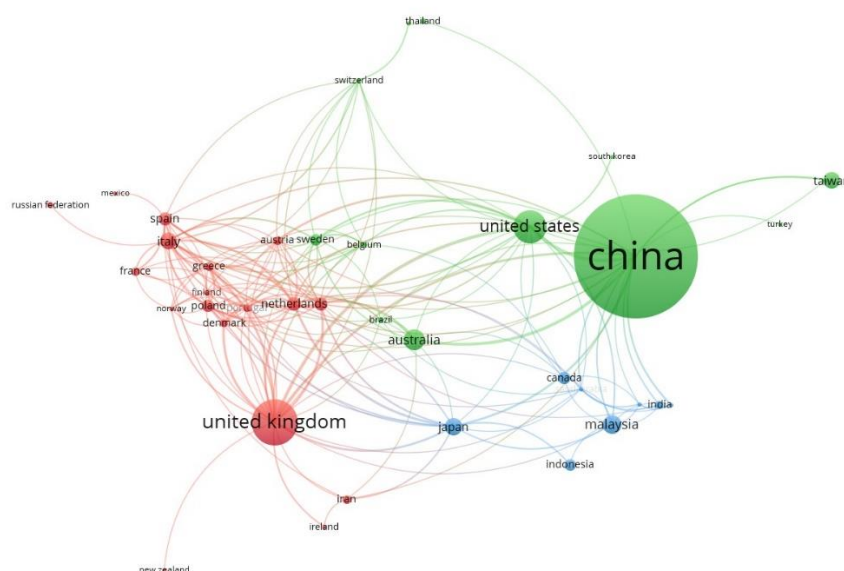 thailand
switzerland
south korea
taiwan
mexico
russian federation
spain
turkey
united states
italy
austria
sweden
belgium
china
france
greece
finland
norway
poland
portugal
netherlands
denmark
brazil
australia
canada
india
united kingdom
japan
malaysia
indonesia
iran
ireland
new zealand